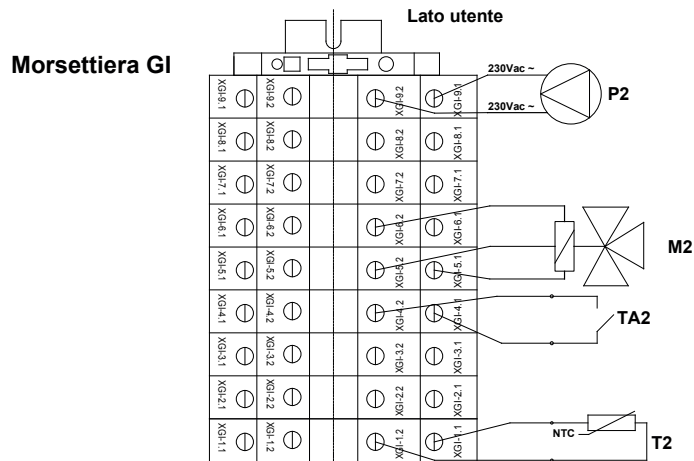 Lato utente
Morsettiera GI
XGI-9.1 XGI-9.2 XGI-9.2 XGI-9.1
230Vac ~
230Vac ~
P2
XGI-8.1 XGI-8.2 XGI-8.2 XGI-8.1
XGI-7.1 XGI-7.2 XGI-7.2 XGI-7.1
XGI-6.1 XGI-6.2 XGI-6.2 XGI-6.1
M2
XGI-5.1 XGI-5.2 XGI-5.2 XGI-5.1
XGI-4.1 XGI-4.2 XGI-4.2 XGI-4.1
TA2
XGI-3.1 XGI-3.2 XGI-3.2 XGI-3.1
XGI-2.1 XGI-2.2 XGI-2.2 XGI-2.1
XGI-1.1 XGI-1.2 XGI-1.2 XGI-1.1
NTC
T2